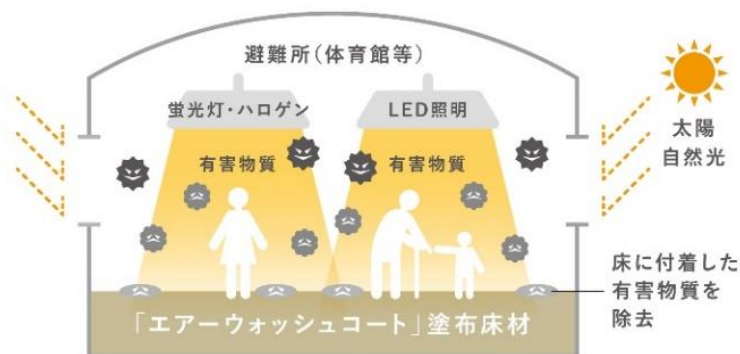 避難所(体育館等)
蛍光灯・ハロゲン
LED照明
太陽
自然光
有害物質
有害物質
床に付着した
有害物質を
除去
「エアーウォッシュコート」塗布床材